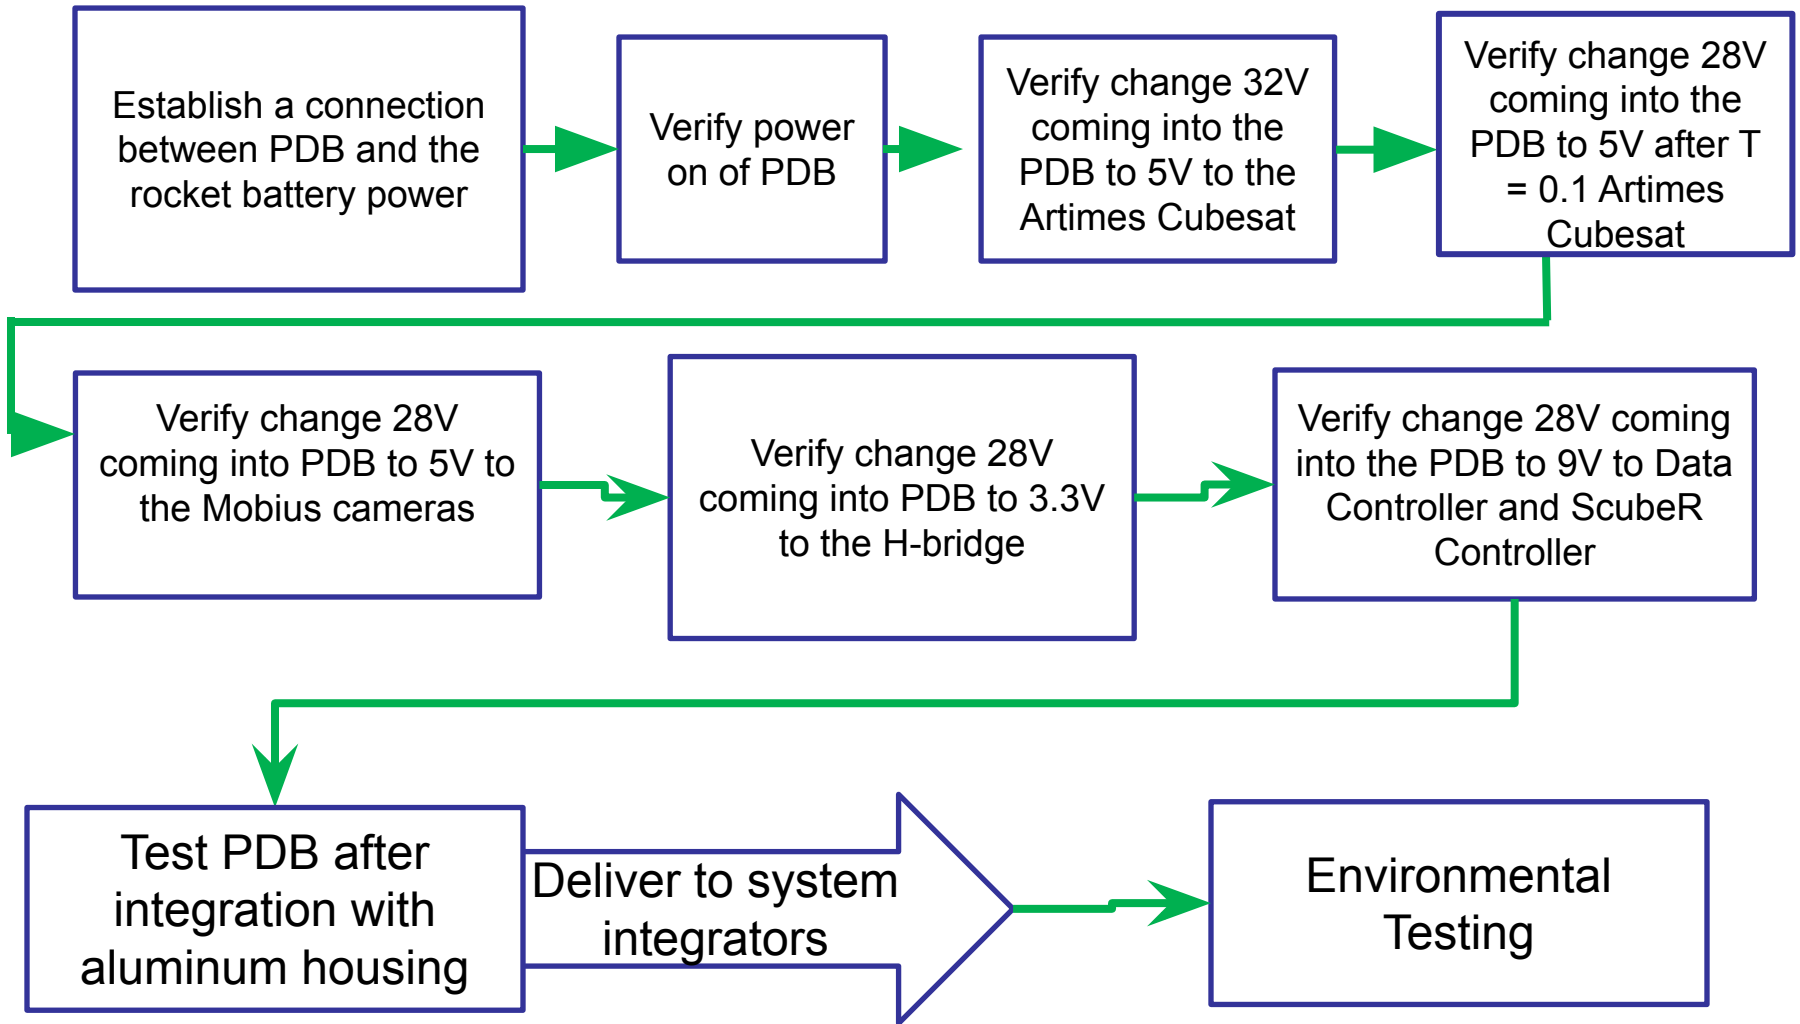 Establish a connection
between PDB and the
rocket battery power
Verify power
on of PDB
Verify change 32V
coming into the
PDB to 5V to the
Artimes Cubesat
Verify change 28V
coming into the
PDB to 5V after T
= 0.1 Artimes
Cubesat
Verify change 28V
coming into PDB to 5V to
the Mobius cameras
Verify change 28V
coming into PDB to 3.3V
to the H-bridge
Verify change 28V coming
into the PDB to 9V to Data
Controller and ScubeR
Controller
Test PDB after
integration with
aluminum housing
Deliver to system
integrators
Environmental
Testing